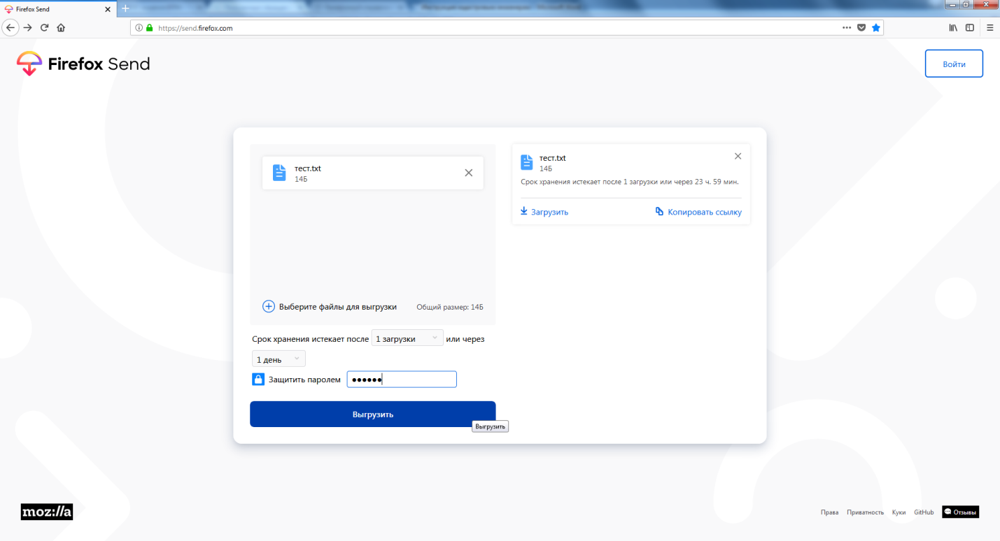 Firefox Send
https://send.firefox.com
Firefox Send
Войти
тест.txt
14Б
Выберите файлы для выгрузки
Общий размер: 14Б
Срок хранения истекает после 1 загрузки или через
1 день
Защитить паролем ●●●●●●
Выгрузить
Выгрузить
тест.txt
14Б
Срок хранения истекает после 1 загрузки или через 23 ч. 59 мин.
Загрузить
Копировать ссылку
moz://a
Права Приватность Куки GitHub Отзывы